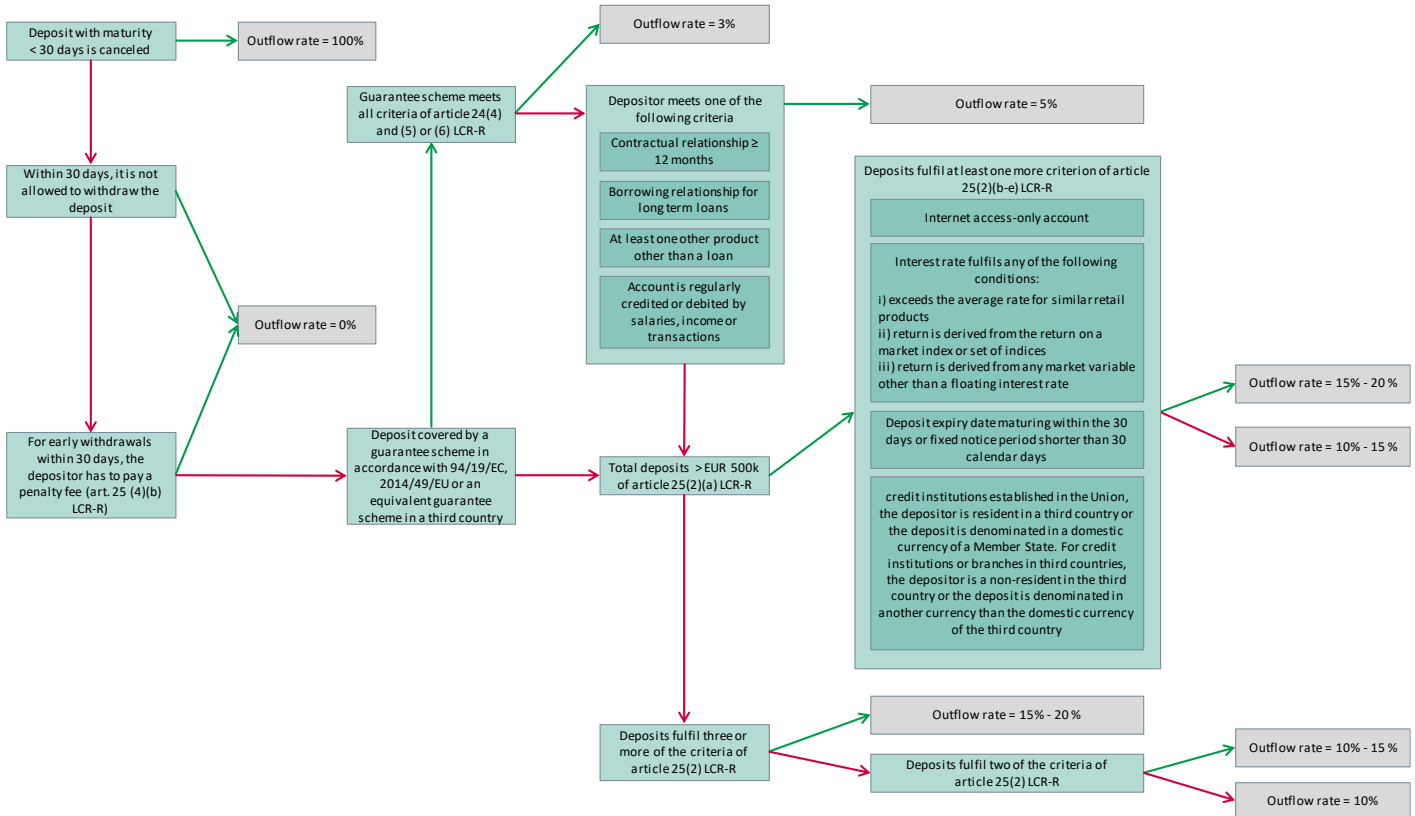 Deposit with maturity
< 30 days is canceled
Outflow rate = 100%
Within 30 days, it is not
allowed to withdraw the
deposit
Outflow rate = 0%
For early withdrawals
within 30 days, the
depositor has to pay a
penalty fee (art. 25 (4)(b)
LCR-R)
Guarantee scheme meets
all criteria of article 24(4)
and (5) or (6) LCR-R
Deposit covered by a
guarantee scheme in
accordance with 94/19/EC,
2014/49/EU or an
equivalent guarantee
scheme in a third country
Outflow rate = 3%
Depositor meets one of the
following criteria
Contractual relationship ≥
12 months
Borrowing relationship for
long term loans
At least one other product
other than a loan
Account is regularly
credited or debited by
salaries, income or
transactions
Total deposits > EUR 500k
of article 25(2)(a) LCR-R
Deposits fulfil three or
more of the criteria of
article 25(2) LCR-R
Outflow rate = 5%
Deposits fulfil at least one more criterion of article
25(2)(b-e) LCR-R
Internet access-only account
Interest rate fulfils any of the following
conditions:
i) exceeds the average rate for similar retail
products
ii) return is derived from the return on a
market index or set of indices
iii) return is derived from any market variable
other than a floating interest rate
Deposit expiry date maturing within the 30
days or fixed notice period shorter than 30
calendar days
credit institutions established in the Union,
the depositor is resident in a third country or
the deposit is denominated in a domestic
currency of a Member State. For credit
institutions or branches in third countries,
the depositor is a non-resident in the third
country or the deposit is denominated in
another currency than the domestic currency
of the third country
Outflow rate = 15% - 20 %
Outflow rate = 10% - 15 %
Outflow rate = 15% - 20 %
Deposits fulfil two of the criteria of
article 25(2) LCR-R
Outflow rate = 10% - 15 %
Outflow rate = 10%